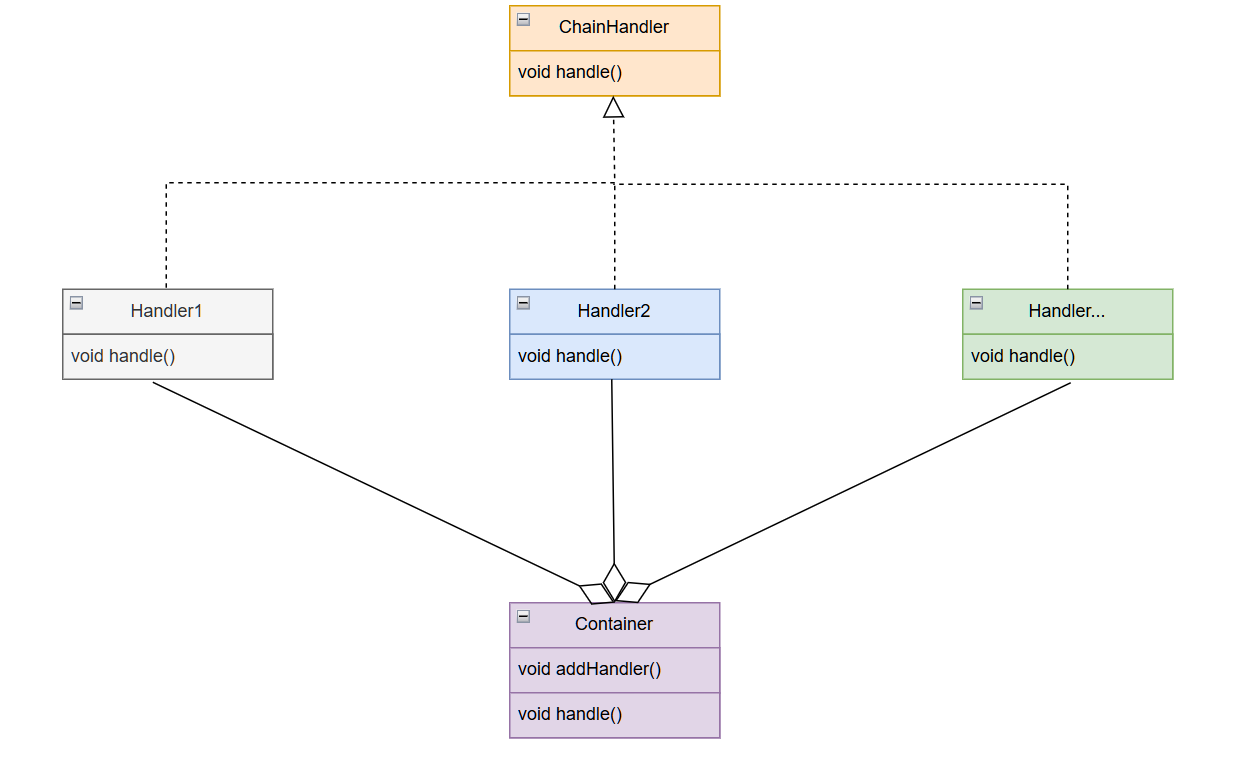 ChainHandler
void handle()
Handler1
void handle()
Handler2
void handle()
Handler...
void handle()
Container
void addHandler()
void handle()